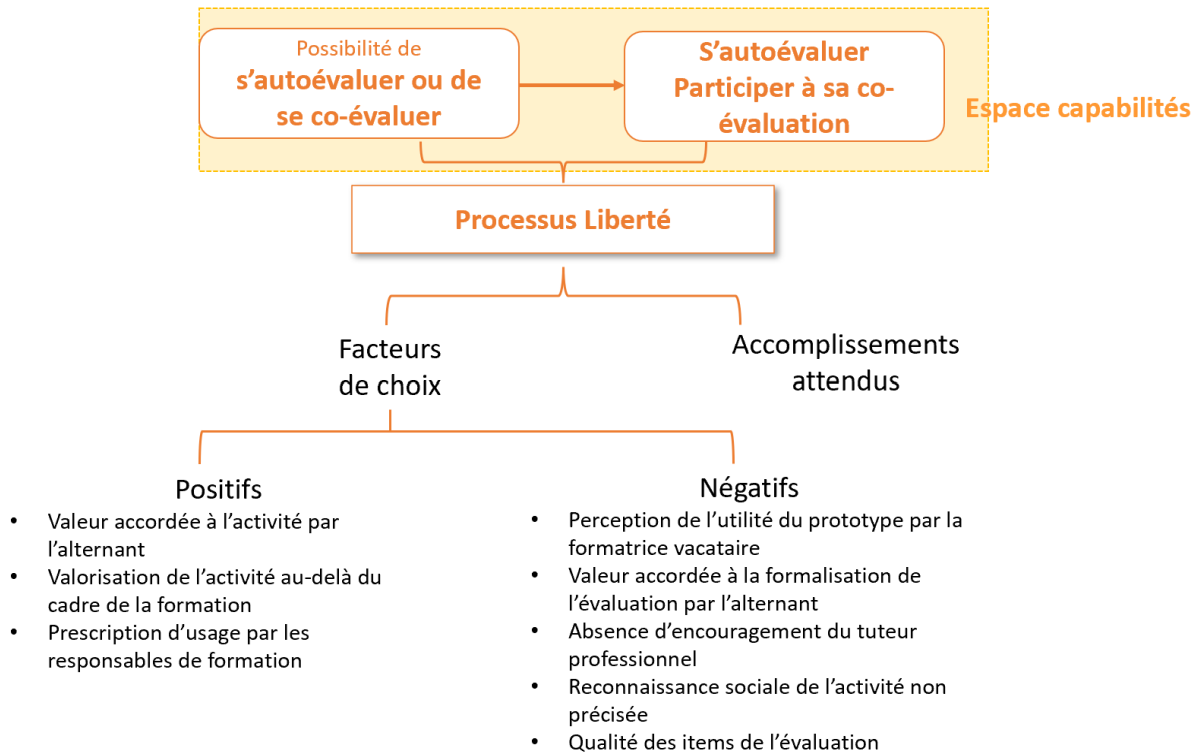 Possibilité de
s’autoévaluer ou de
se co-évaluer
S’autoévaluer
Participer à sa co-
évaluation
Espace capabilités
Processus Liberté
Facteurs
de choix
Accomplissements
attendus
Positifs
• Valeur accordée à l’activité par
l’alternant
• Valorisation de l’activité au-delà du
cadre de la formation
• Prescription d’usage par les
responsables de formation
Négatifs
• Perception de l’utilité du prototype par la
formatrice vacataire
• Valeur accordée à la formalisation de
l’évaluation par l’alternant
• Absence d’encouragement du tuteur
professionnel
• Reconnaissance sociale de l’activité non
précisée
• Qualité des items de l’évaluation